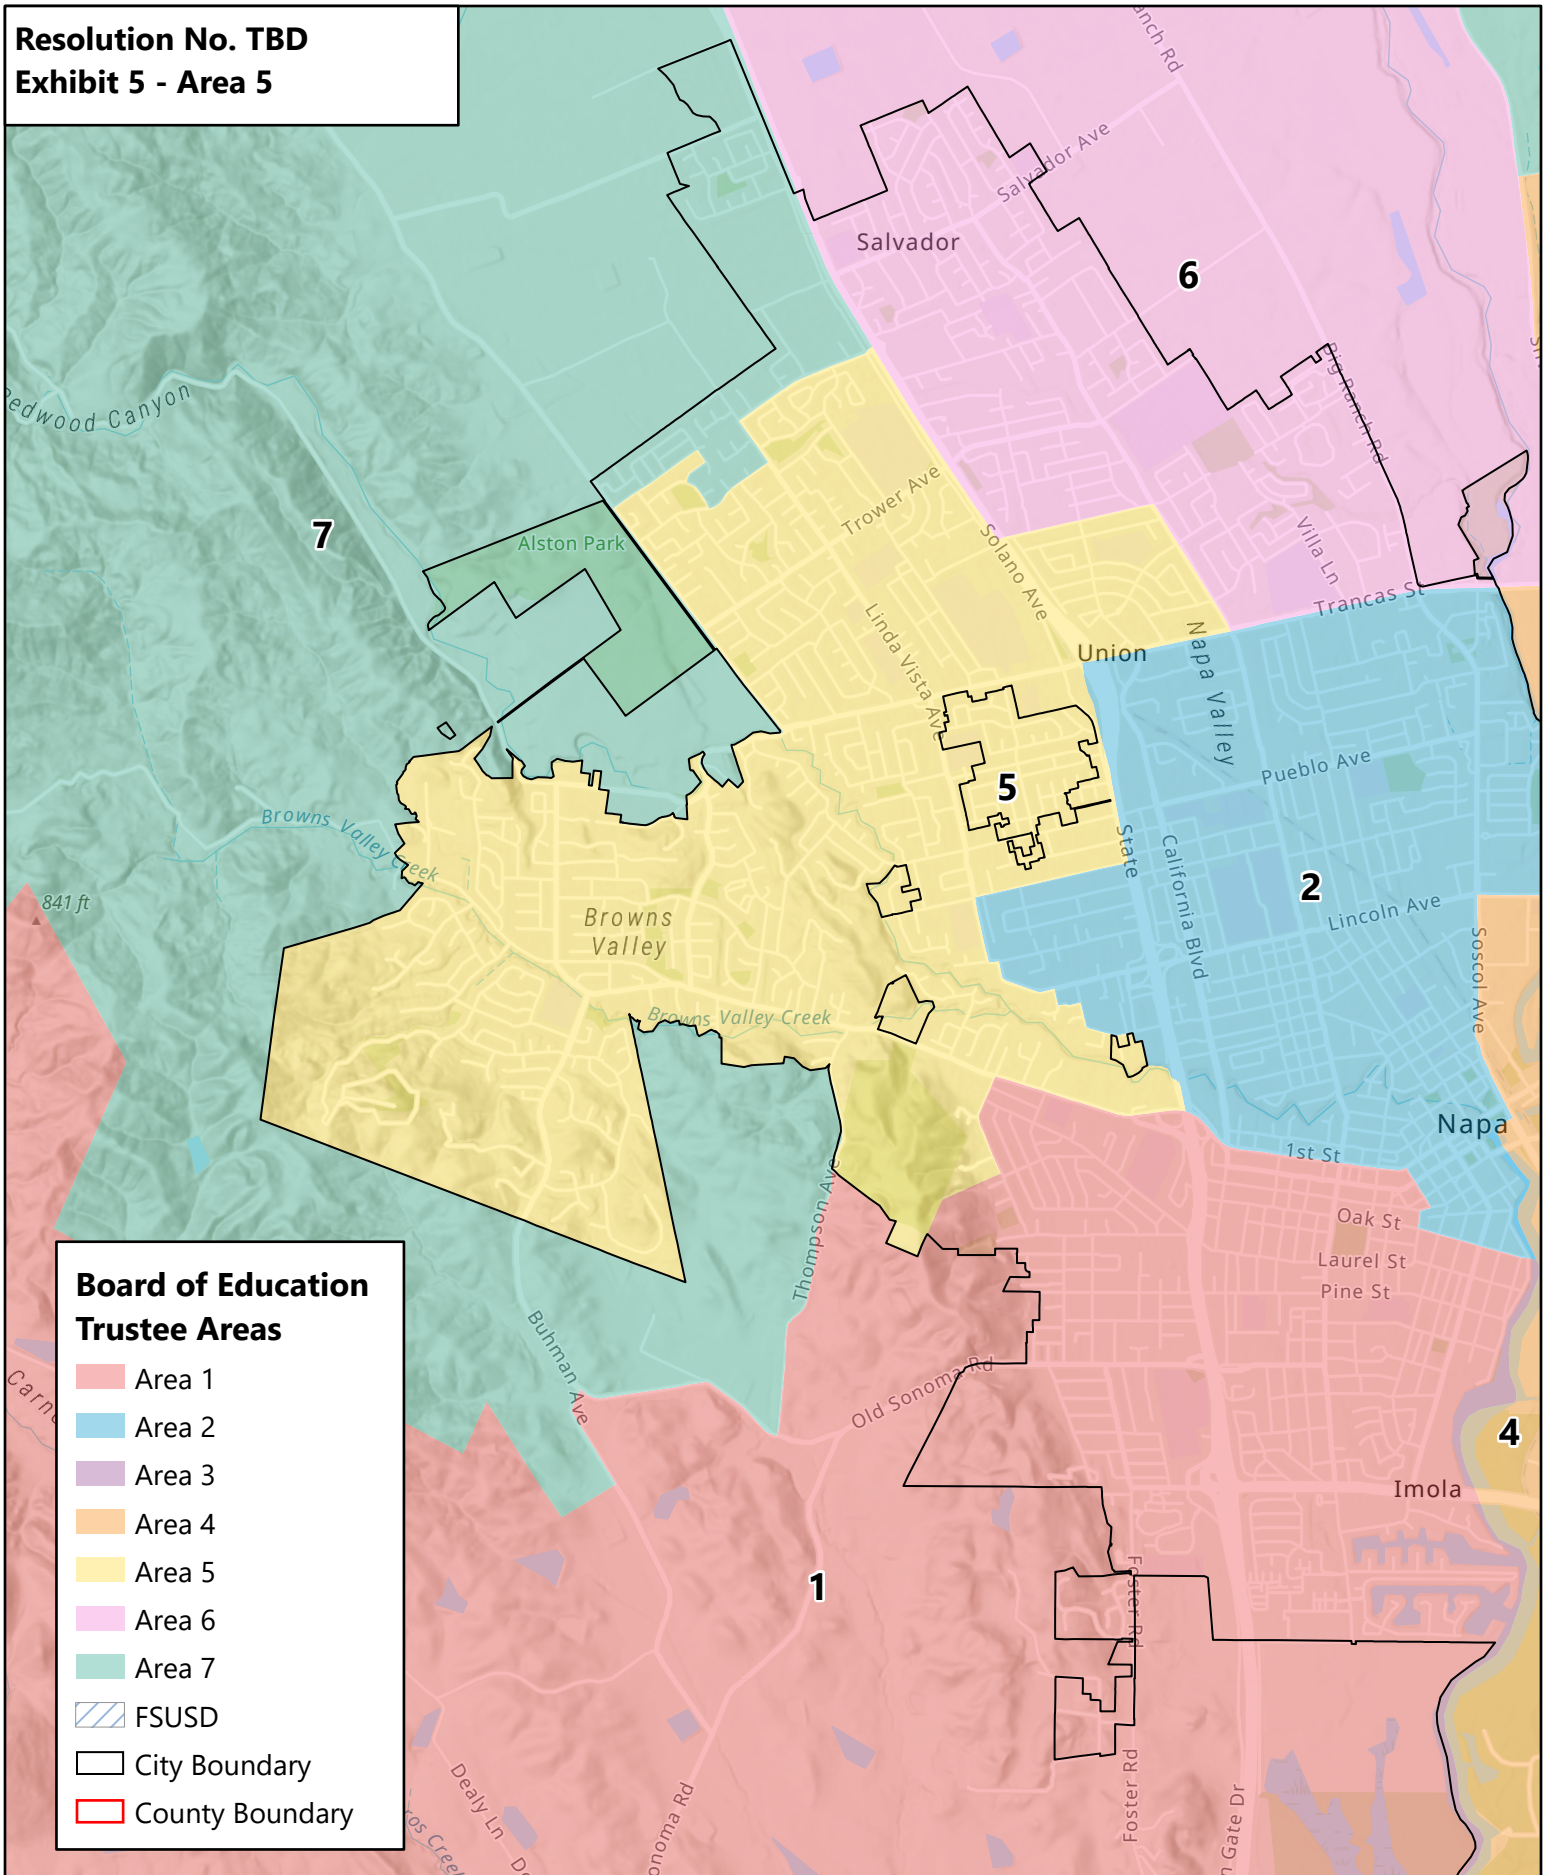 Resolution No. TBD
Exhibit 5 - Area 5
Ranch Rd
Salvador Ave
Salvador
6
Big Ranch Rd
Redwood Canyon
7
Alston Park
Trower Ave
Solano Ave
Villa Ln
Trancas St
Linda Vista Ave
Union
Napa Valley
5
Pueblo Ave
Browns Valley Creek
State
California Blvd
841 ft
2
Lincoln Ave
Browns
Valley
Soscol Ave
Browns Valley Creek
Napa
1st St
Thompson Ave
Oak St
Laurel St
Pine St
Buhman Ave
Old Sonoma Rd
4
Imola
1
Foster Rd
Foster Rd
Dealy Ln
Board of Education
Trustee Areas
Area 1
Area 2
Area 3
Area 4
Area 5
Area 6
Area 7
FSUSD
City Boundary
County Boundary